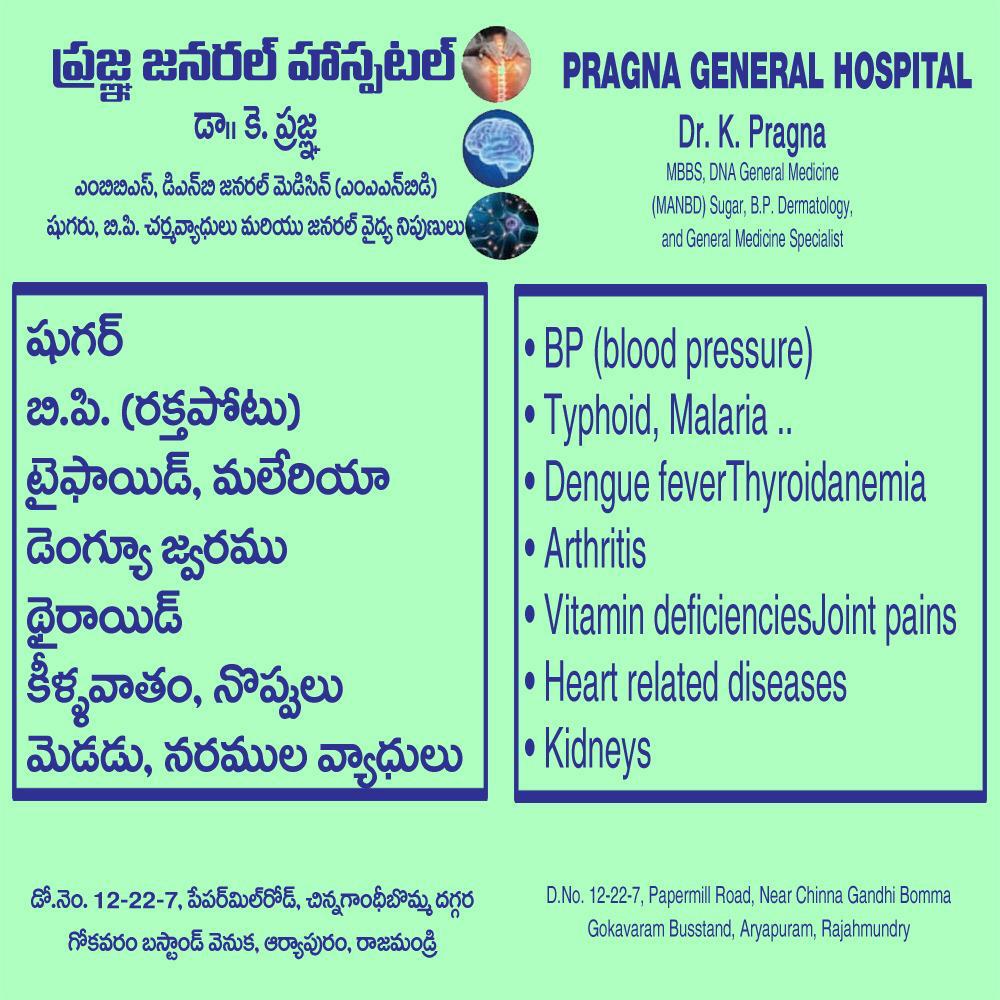 ప్రజ్ఞ జనరల్ హాస్పటల్
డా॥ కె. ప్రజ్ఞ
ఎంబిబిఎస్, డిఎన్‌బి జనరల్ మెడిసిన్ (ఎంఎఎన్‌బిడి)
షుగరు, బి.పి. చర్మవ్యాధులు మరియు జనరల్ వైద్య నిపుణులు
PRAGNA GENERAL HOSPITAL
Dr. K. Pragna
MBBS, DNA General Medicine
(MANBD) Sugar, B.P. Dermatology,
and General Medicine Specialist
షుగర్
బి.పి. (రక్తపోటు)
టైఫాయిడ్, మలేరియా
డెంగ్యూ జ్వరము
థైరాయిడ్
కీళ్ళవాతం, నొప్పులు
మెడడు, నరముల వ్యాధులు
• BP (blood pressure)
• Typhoid, Malaria ..
• Dengue feverThyroidanemia
• Arthritis
• Vitamin deficienciesJoint pains
• Heart related diseases
• Kidneys
డో.నెం. 12-22-7, పేపర్‌మిల్‌రోడ్, చిన్నగాంధీబొమ్మ దగ్గర
గోకవరం బస్టాండ్ వెనుక, ఆర్యాపురం, రాజమండ్రి
D.No. 12-22-7, Papermill Road, Near Chinna Gandhi Bomma
Gokavaram Busstand, Aryapuram, Rajahmundry